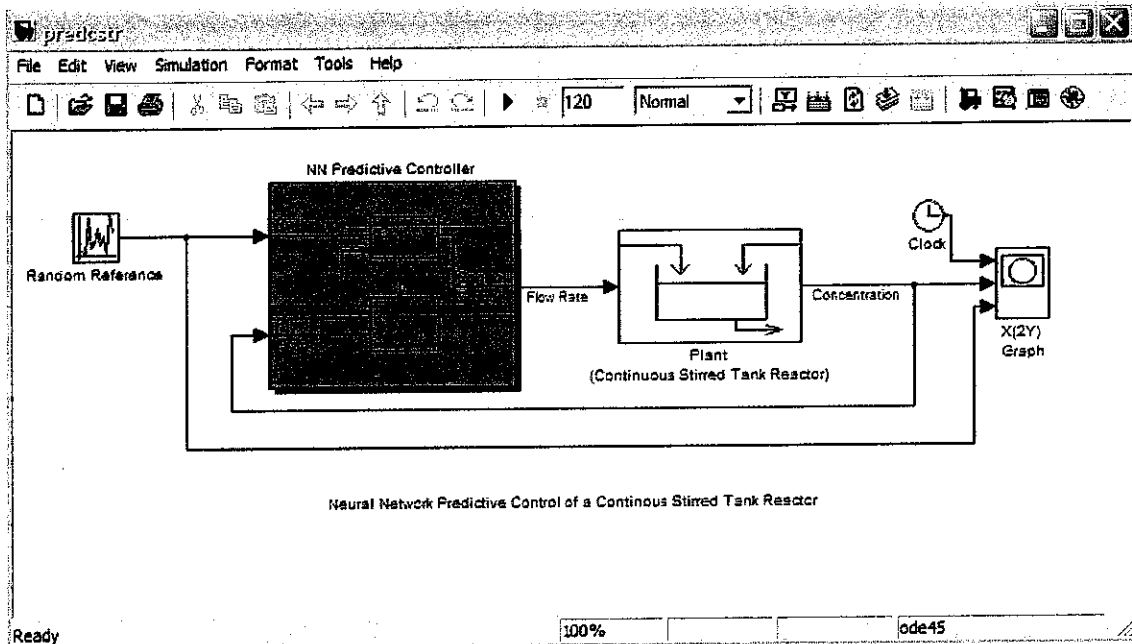 predcstr
File Edit View Simulation Format Tools Help
120 Normal
NN Predictive Controller
Random Reference
Flow Rate
Plant
(Continuous Stirred Tank Reactor)
Concentration
Clock
X(2Y)
Graph
Neural Network Predictive Control of a Continous Stirred Tank Reactor
Ready 100% ode45